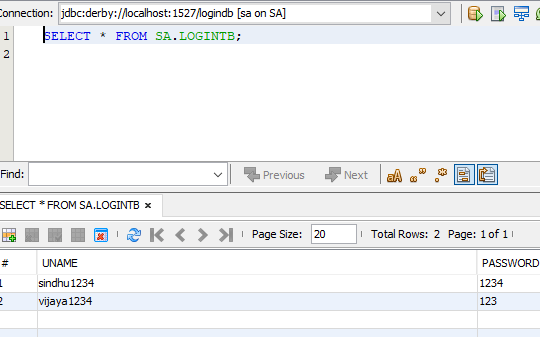 Connection: jdbc:derby://localhost:1527/logindb [sa on SA]
1 SELECT * FROM SA.LOGINTB;
2
Find: Previous Next
SELECT * FROM SA.LOGINTB ×
Page Size: 20 Total Rows: 2 Page: 1 of 1
# UNAME PASSWORD
1 sindhu1234 1234
2 vijaya1234 123